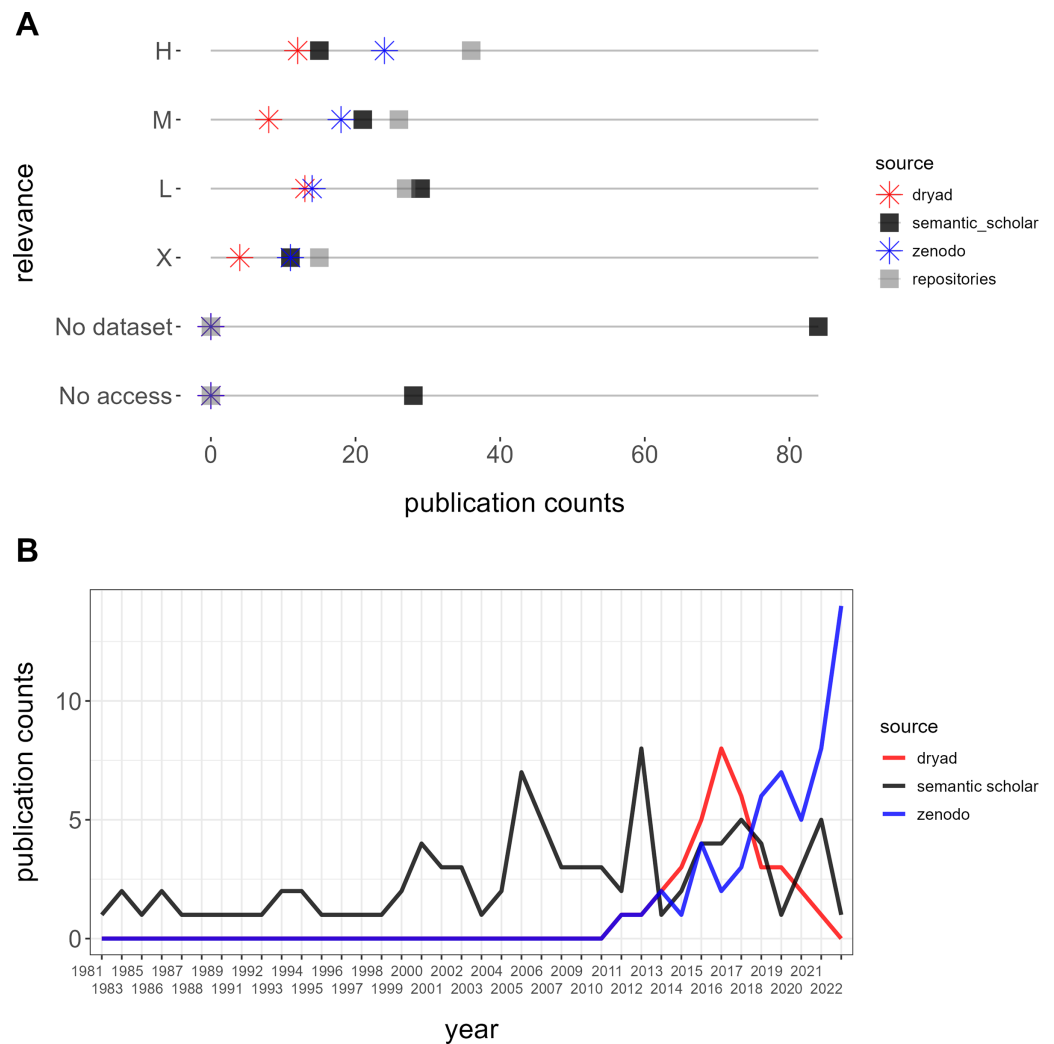 A
H
M
L
X
No dataset
No access
relevance
0 20 40 60 80
publication counts
source
dryad
semantic_scholar
zenodo
repositories
B
10
5
0
publication counts
1981 1985 1987 1989 1992 1994 1996 1998 2000 2002 2004 2006 2009 2011 2013 2015 2017 2019 2021
1983 1986 1988 1991 1993 1995 1997 1999 2001 2003 2005 2007 2010 2012 2014 2016 2018 2020 2022
year
source
dryad
semantic scholar
zenodo